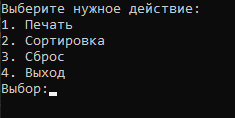 Выберите нужное действие:
1. Печать
2. Сортировка
3. Сброс
4. Выход
Выбор: